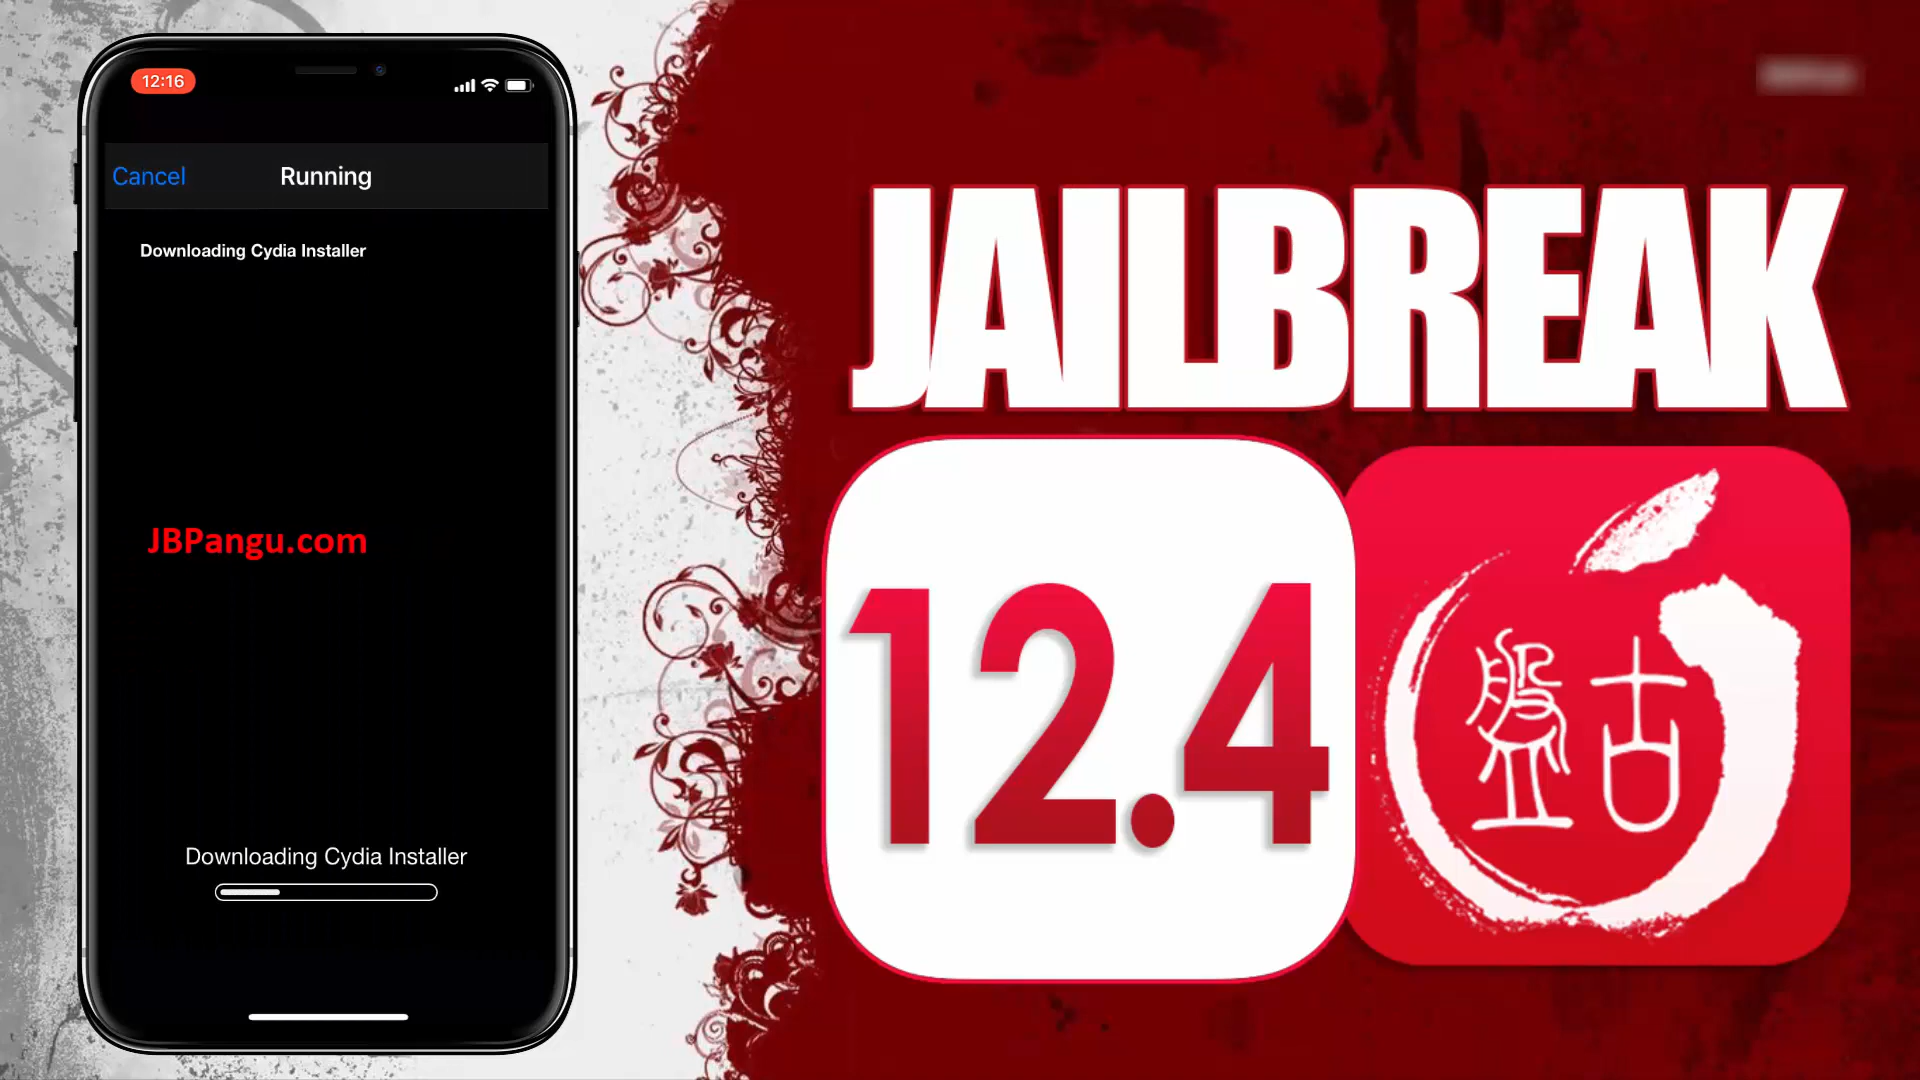 12:16
Cancel
Running
Downloading Cydia Installer
JBPangu.com
Downloading Cydia Installer
JAILBREAK
12.4
盘古